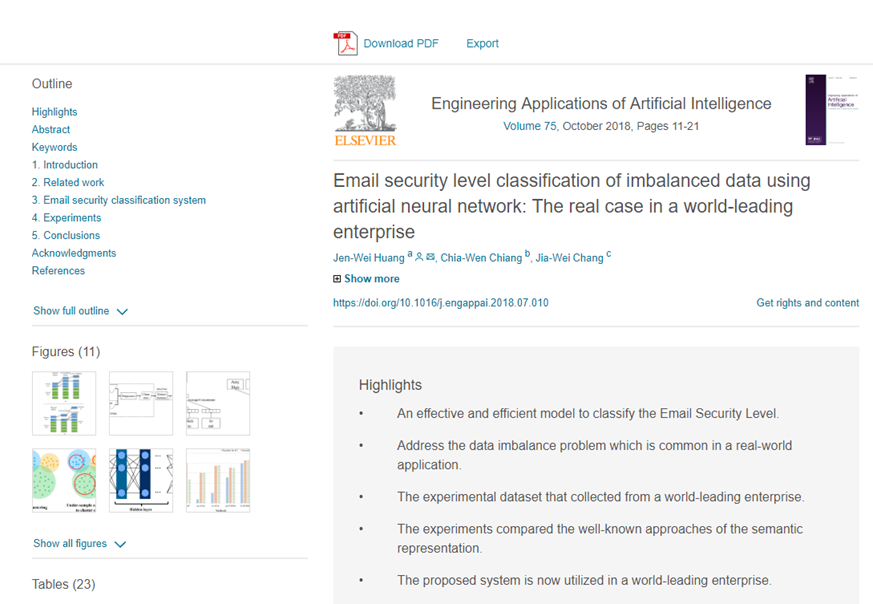 Download PDF
Export
Outline
Highlights
Abstract
Keywords
1. Introduction
2. Related work
3. Email security classification system
4. Experiments
5. Conclusions
Acknowledgments
References
Show full outline
Figures (11)
Show all figures
Tables (23)
ELSEVIER
Engineering Applications of Artificial Intelligence
Volume 75, October 2018, Pages 11-21
Email security level classification of imbalanced data using
artificial neural network: The real case in a world-leading
enterprise
Jen-Wei Huang a, Chia-Wen Chiang b, Jia-Wei Chang c
Show more
https://doi.org/10.1016/j.engappai.2018.07.010
Get rights and content
Highlights
• An effective and efficient model to classify the Email Security Level.
• Address the data imbalance problem which is common in a real-world
application.
• The experimental dataset that collected from a world-leading enterprise.
• The experiments compared the well-known approaches of the semantic
representation.
• The proposed system is now utilized in a world-leading enterprise.